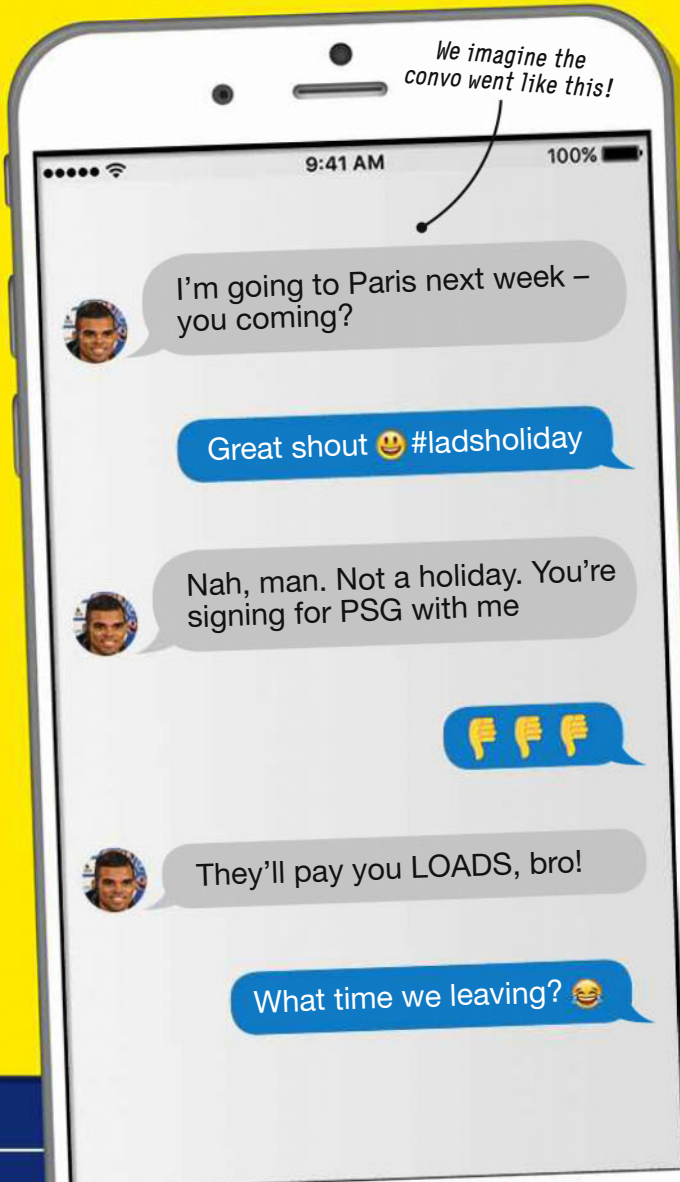 We imagine the
convo went like this!
9:41 AM
100%
I'm going to Paris next week –
you coming?
Great shout 😃 #ladsholiday
Nah, man. Not a holiday. You're
signing for PSG with me
👎 👎 👎
They'll pay you LOADS, bro!
What time we leaving? 😂